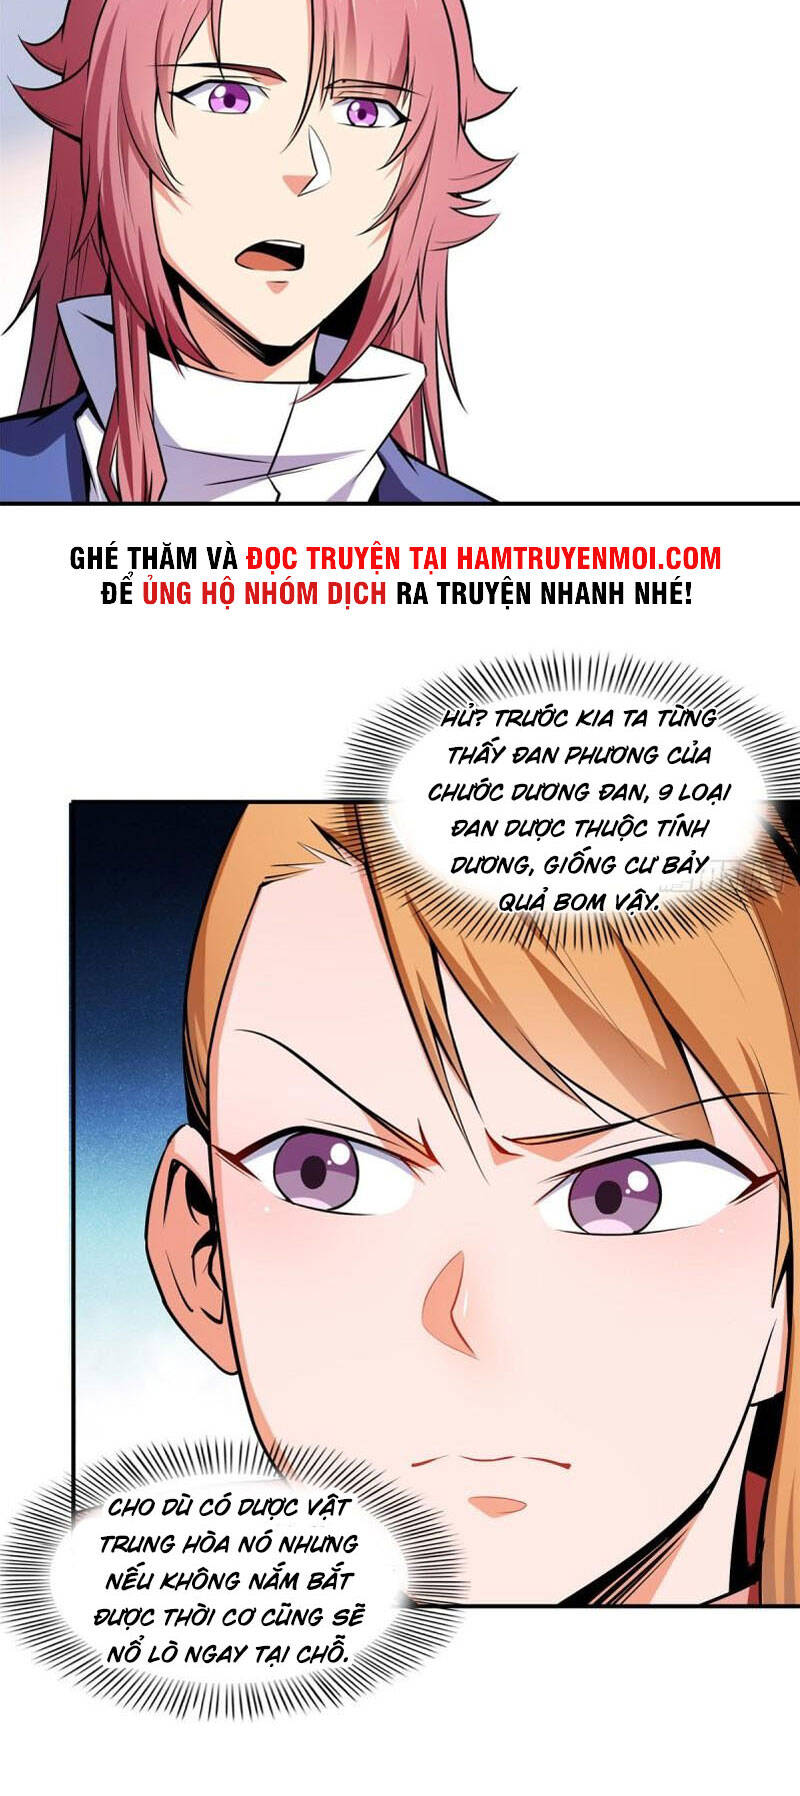 GHÉ THĂM VÀ ĐỌC TRUYỆN TẠI HAMTRUYENMOI.COM
ĐỂ ỦNG HỘ NHÓM DỊCH RA TRUYỆN NHANH NHÉ!
HỬ? TRƯỚC KIA TA TỪNG
THẤY ĐAN PHƯƠNG CỦA
CHƯỚC DƯƠNG ĐAN, 9 LOẠI
ĐAN DƯỢC THUỘC TÍNH
DƯƠNG, GIỐNG CƯ BẢY
QUẢ BOM VẬY.
CHO DÙ CÓ DƯỢC VẬT
TRUNG HÒA NÓ NHƯNG
NẾU KHÔNG NẮM BẮT
ĐƯỢC THỜI CƠ CŨNG SẼ
NỔ LÒ NGAY TẠI CHỖ.